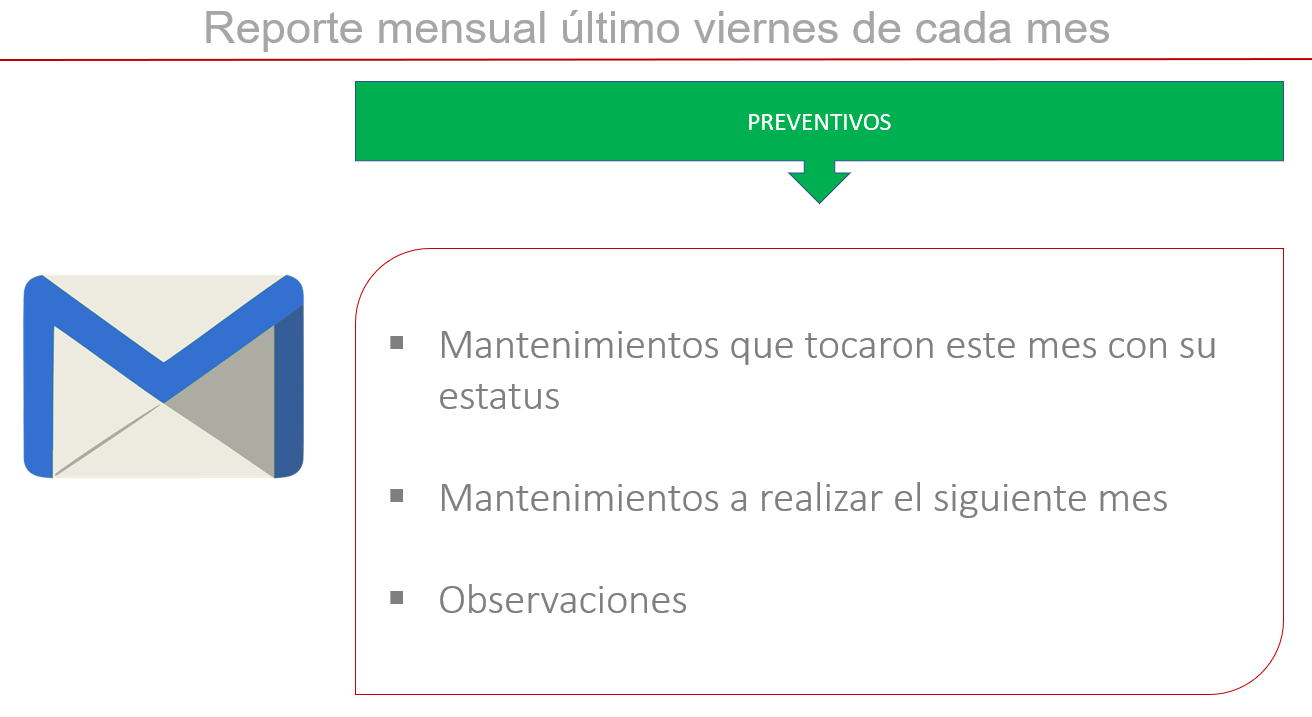 Reporte mensual último viernes de cada mes
PREVENTIVOS
▪ Mantenimientos que tocaron este mes con su
estatus
▪ Mantenimientos a realizar el siguiente mes
▪ Observaciones